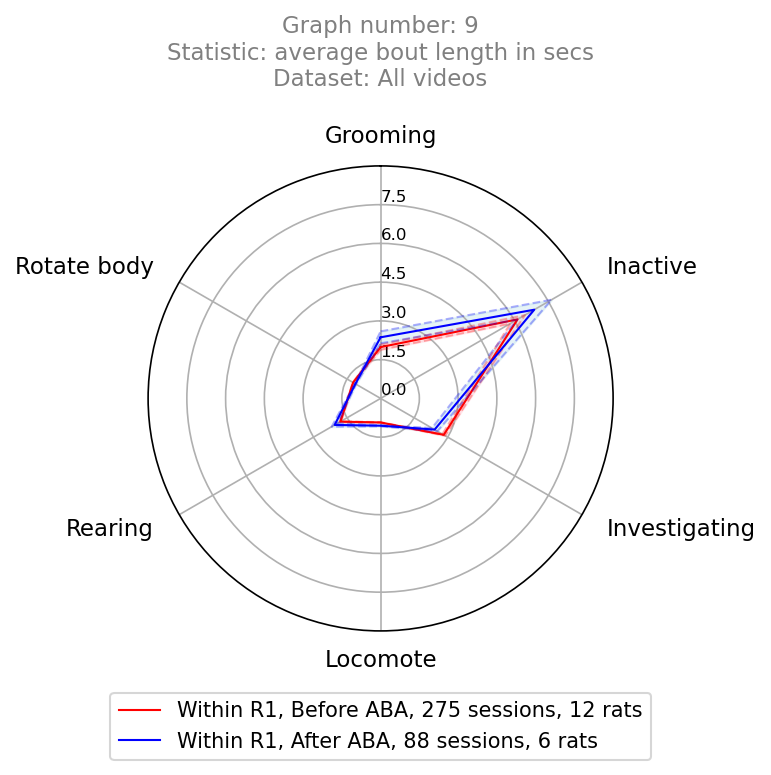 Graph number: 9
Statistic: average bout length in secs
Dataset: All videos
Grooming
7.5
Rotate body
6.0
Inactive
4.5
3.0
1.5
0.0
Rearing
Investigating
Locomote
Within R1, Before ABA, 275 sessions, 12 rats
Within R1, After ABA, 88 sessions, 6 rats